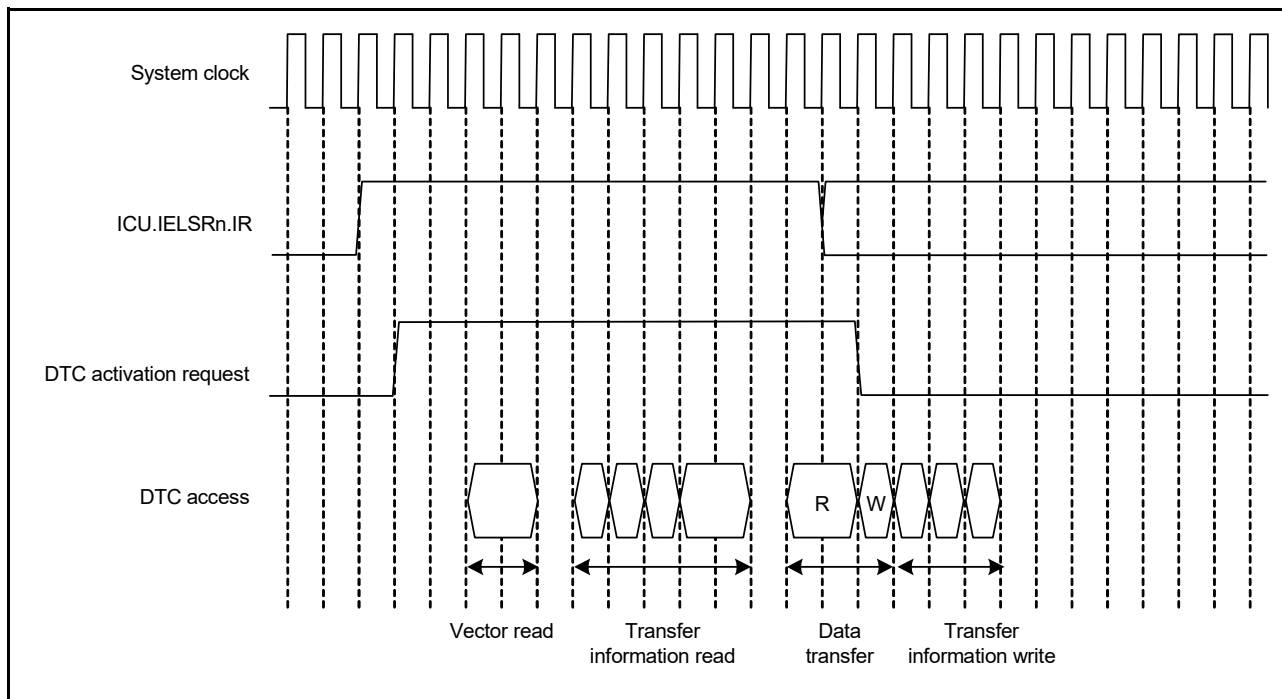 System clock
ICU.IELSRn.IR
DTC activation request
DTC access
R
W
Vector read
Transfer
information read
Data
transfer
Transfer
information write